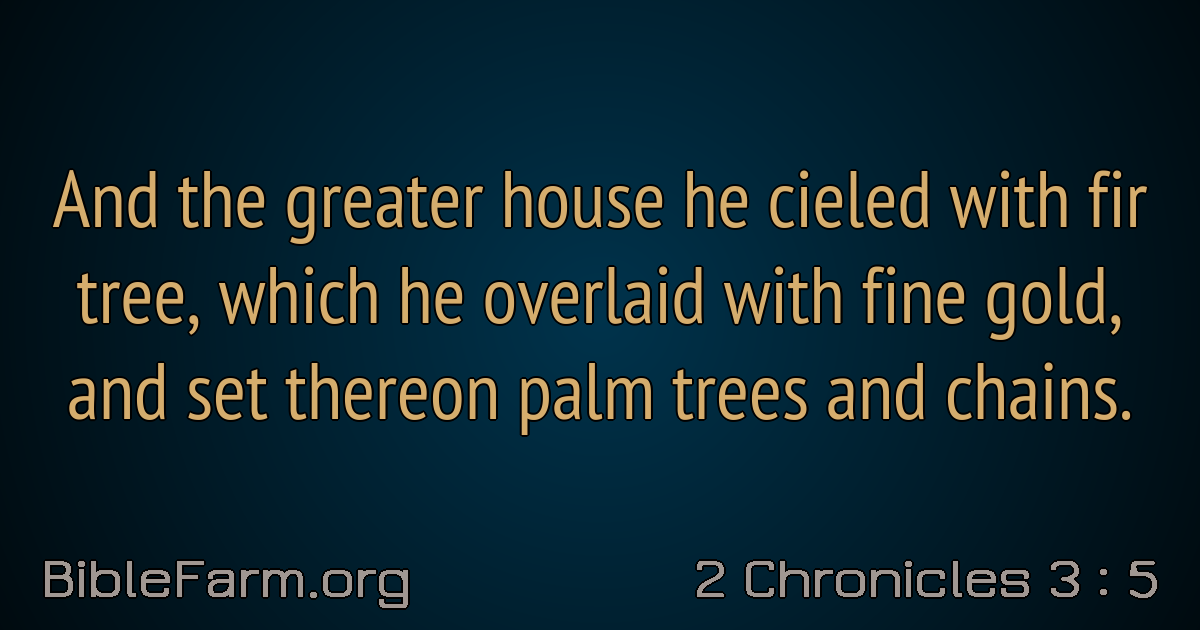 And the greater house he cieled with fir
tree, which he overlaid with fine gold,
and set thereon palm trees and chains.
BibleFarm.org
2 Chronicles 3 : 5